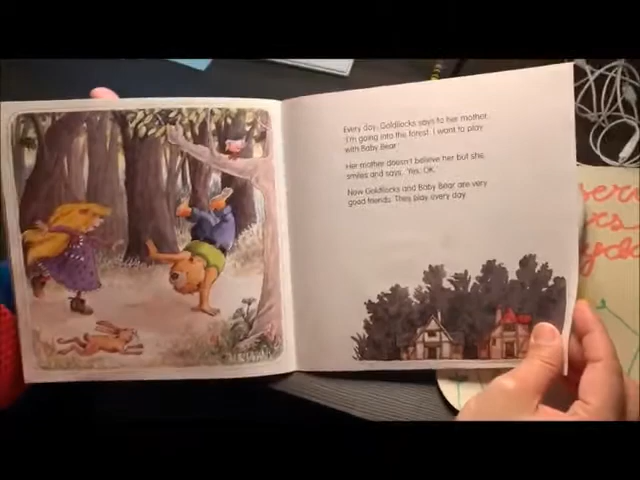 Every day, Goldilocks says to her mother,
'I'm going into the forest. I want to play
with Baby Bear.'
Her mother doesn't believe her but she
smiles and says, 'Yes, OK.'
Now Goldilocks and Baby Bear are very
good friends. They play every day.